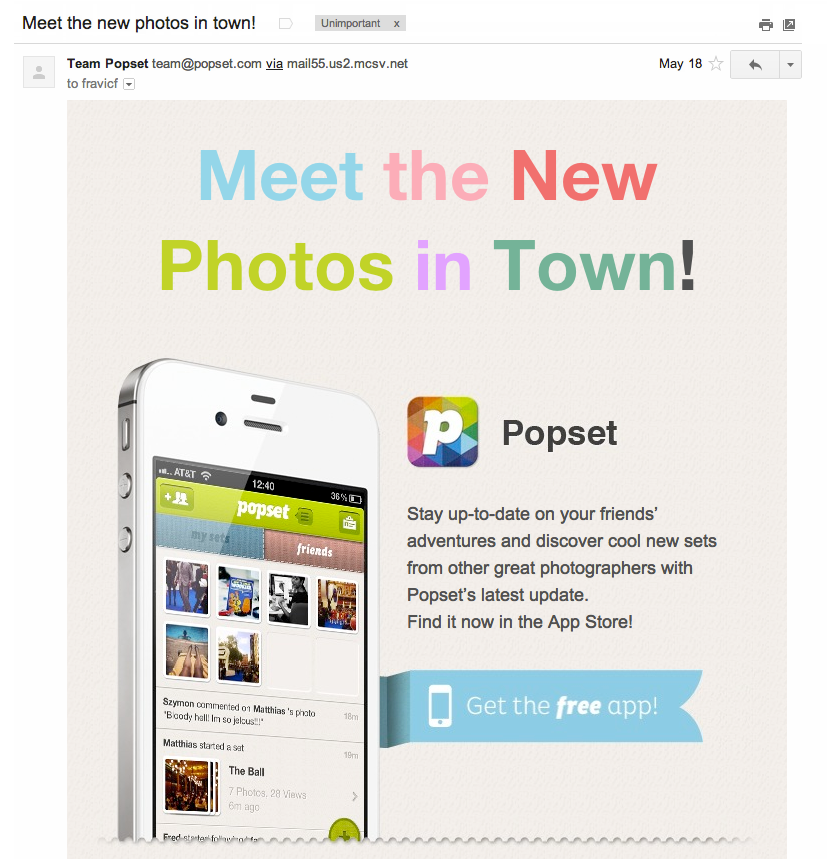 Meet the new photos in town!
Unimportant x
Team Popset team@popset.com via mail55.us2.mcsv.net
May 18
to fravicf
Meet the New
Photos in Town!
AT&T
12:40
36%
popset
my sets
friends
p
Popset
Stay up-to-date on your friends'
adventures and discover cool new sets
from other great photographers with
Popset's latest update.
Find it now in the App Store!
Get the free app!
Szymon commented on Matthias 's photo
"Bloody hell! Im so jelous!!!"
18m
Matthias started a set
19m
The Ball
7 Photos, 28 Views
6m ago
Fred started following